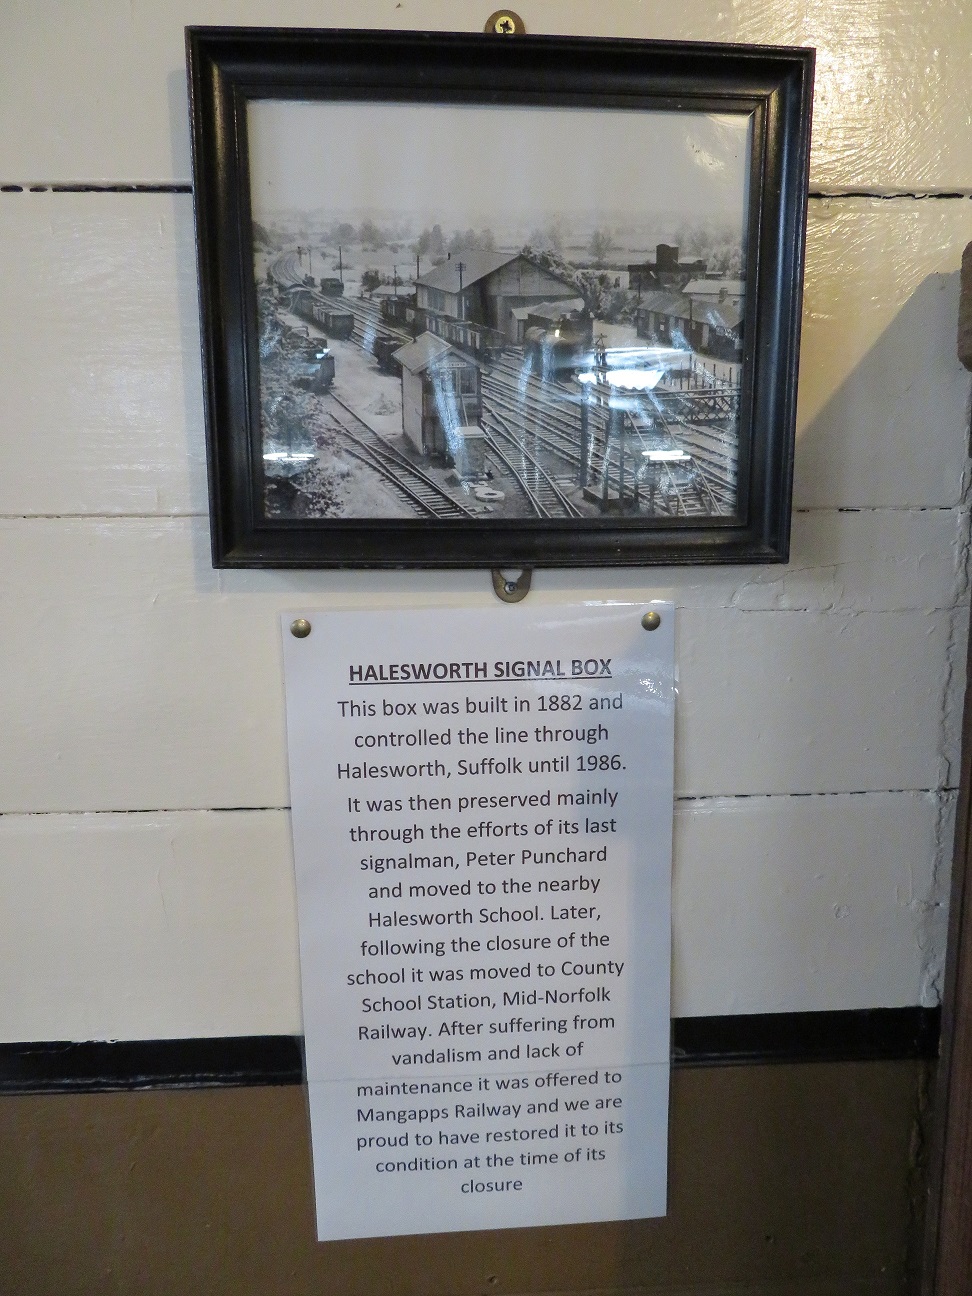 HALESWORTH SIGNAL BOX
This box was built in 1882 and
controlled the line through
Halesworth, Suffolk until 1986.
It was then preserved mainly
through the efforts of its last
signalman, Peter Punchard
and moved to the nearby
Halesworth School. Later,
following the closure of the
school it was moved to County
School Station, Mid-Norfolk
Railway. After suffering from
vandalism and lack of
maintenance it was offered to
Mangapps Railway and we are
proud to have restored it to its
condition at the time of its
closure